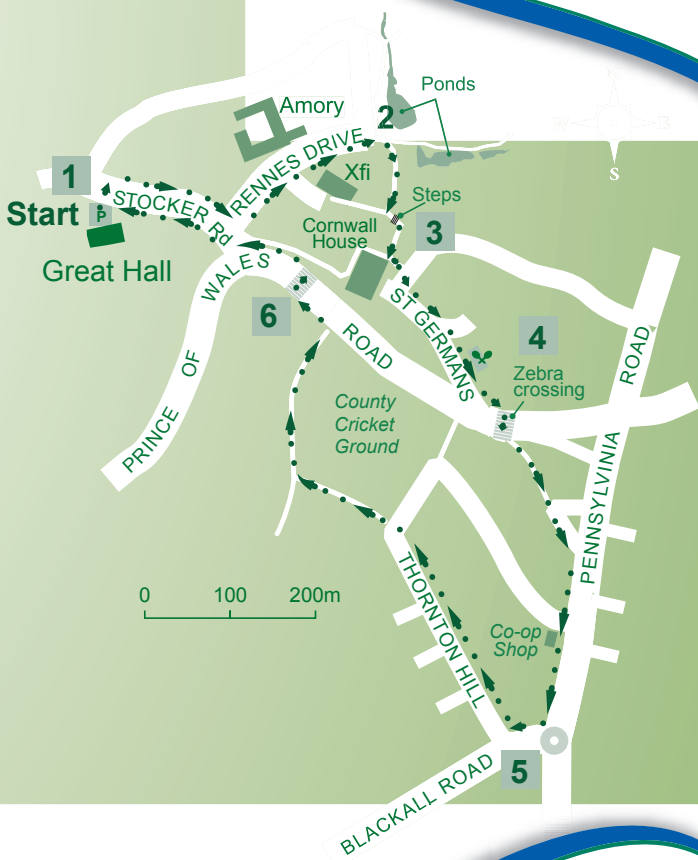 Ponds
Amory
2
N
W
E
S
RENNES DRIVE
1
Xfi
STOCKER Rd
Steps
Start
P
Cornwall
House
3
Great Hall
PRINCE OF WALES ROAD
6
ST GERMANS
4
Zebra
crossing
County
Cricket
Ground
PENNSYLVINIA ROAD
0 100 200m
THORNTON HILL
Co-op
Shop
5
BLACKALL ROAD